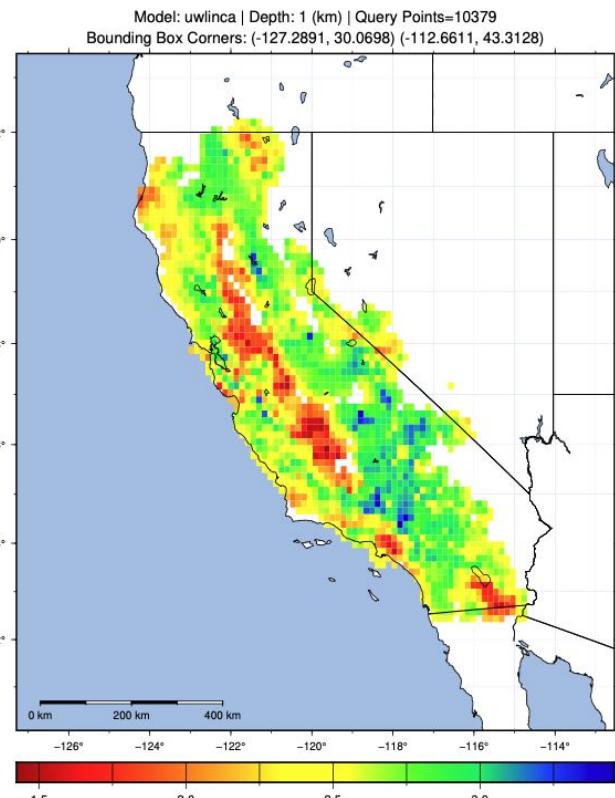 Model: uwlinca | Depth: 1 (km) | Query Points=10379
Bounding Box Corners: (-127.2891, 30.0698) (-112.6611, 43.3128)
0 km 200 km 400 km
-126° -124° -122° -120° -118° -116° -114°